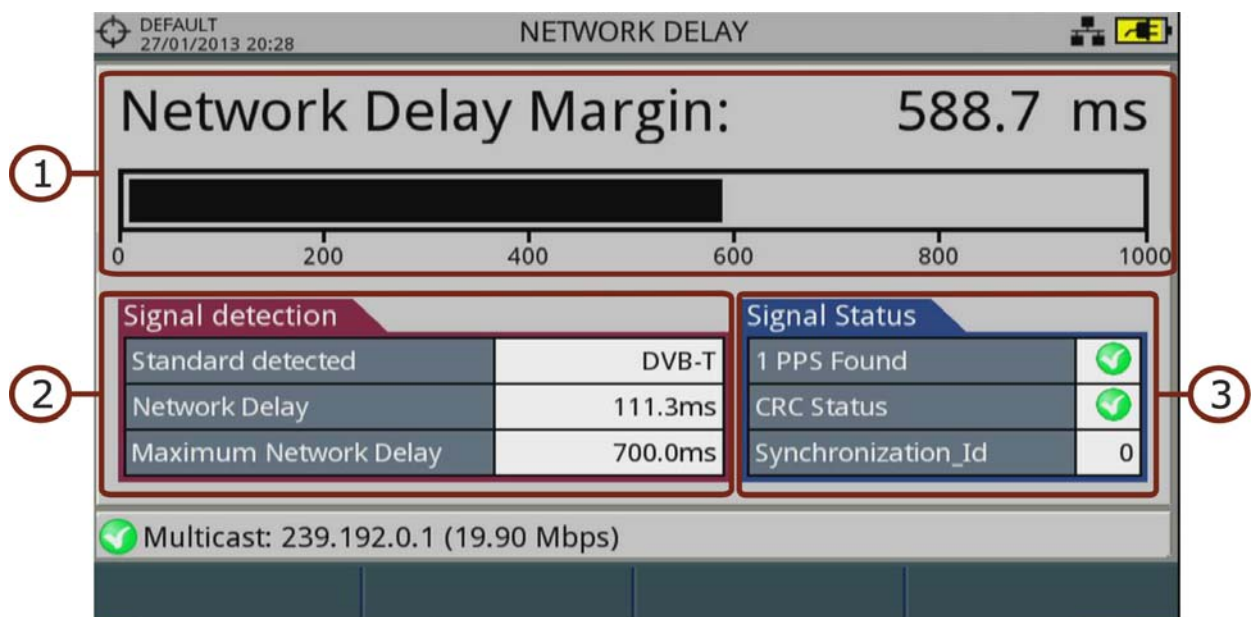 DEFAULT
27/01/2013 20:28
NETWORK DELAY
Network Delay Margin: 588.7 ms
1
0 200 400 600 800 1000
Signal detection
Standard detected DVB-T
Network Delay 111.3ms
Maximum Network Delay 700.0ms
2
Signal Status
1 PPS Found
CRC Status
Synchronization_Id 0
3
Multicast: 239.192.0.1 (19.90 Mbps)